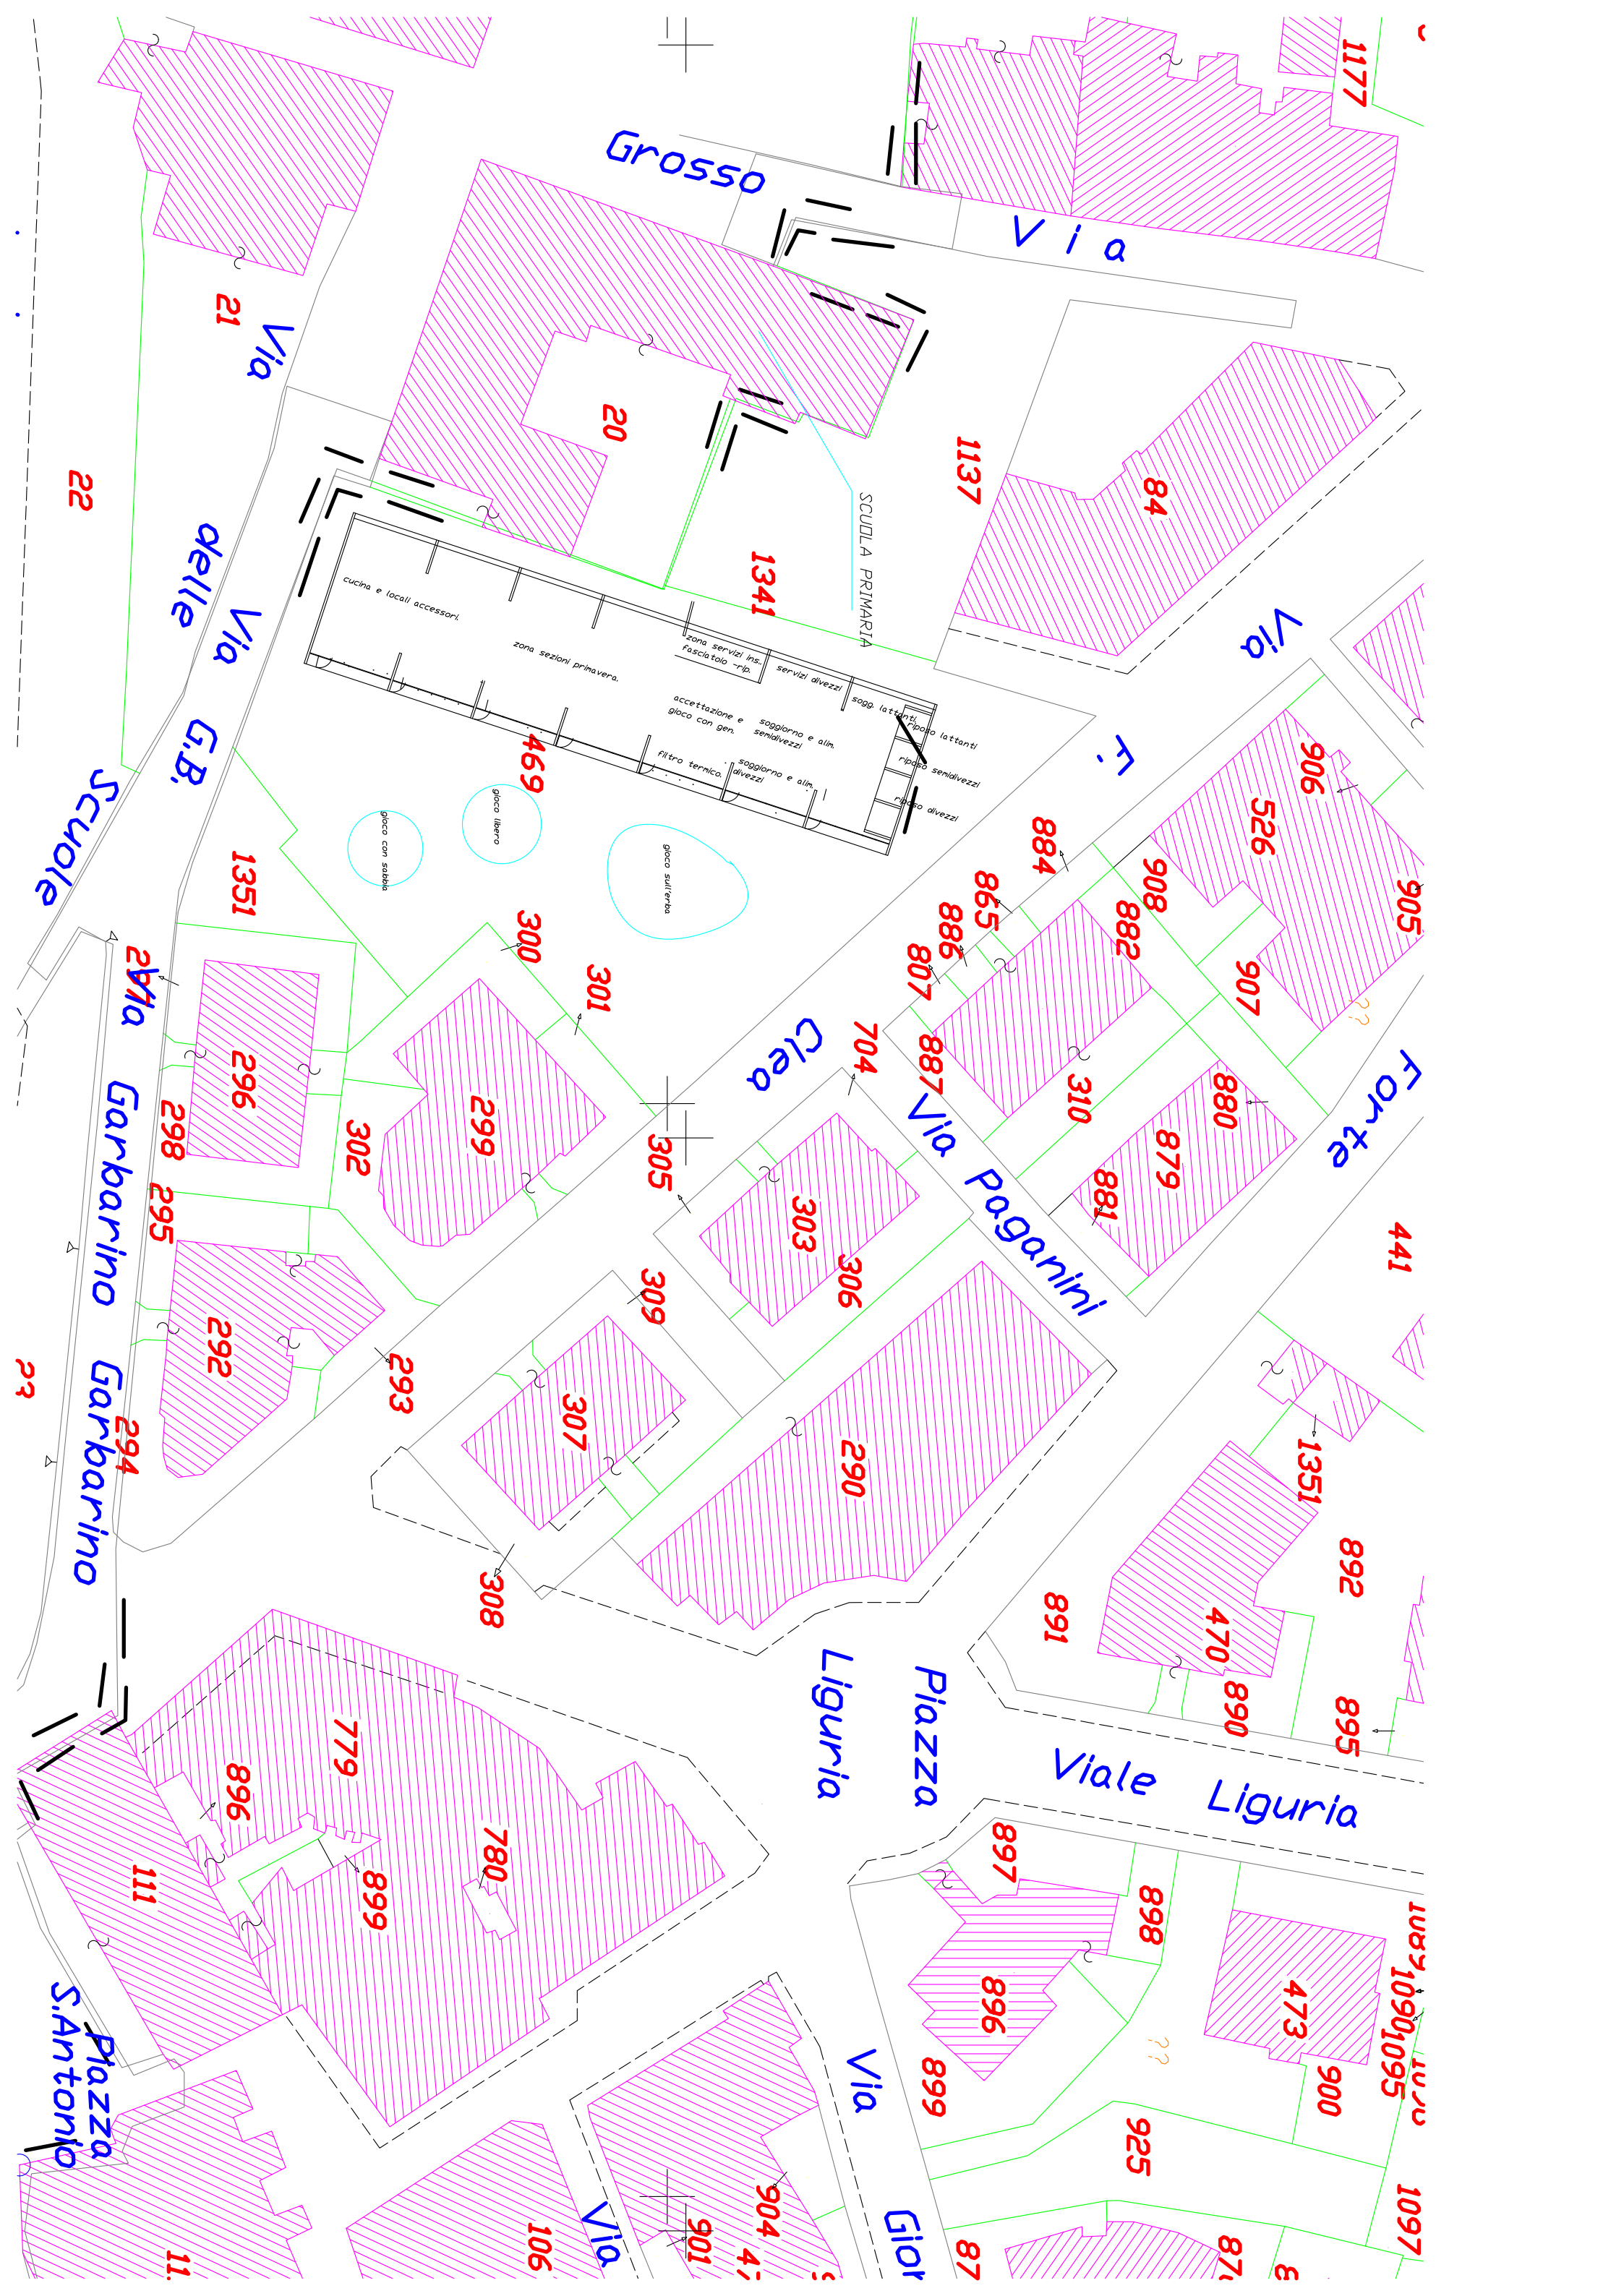 1177
Grosso
Via
21
Via
20
1137
84
22
SCUOLA PRIMARIA
1341
delle
Via
G.B.
Scuole
cucina e locali accessori.
zona sezioni primavera.
zona servizi ins.
fasciatoio -rip.
servizi divezzi
sogg. lattanti.
accettazione e
gioco con gen.
soggiorno e alim.
semidivezzi
riposo lattanti
riposo semidivezzi
riposo divezzi
filtro termico.
soggiorno e alim.
divezzi
469
gioco con sabbia
gioco libero
gioco sull'erba
Via
F.
906
526
905
884
908
865
882
886
807
907
??
1351
300
301
297
Via
296
298
302
299
295
Clea
704
887
310
880
879
881
Forte
Via Paganini
305
303
306
309
441
Garbarino
Garbarino
292
293
294
307
290
308
1351
892
891
470
890
895
Piazza
Liguria
Viale Liguria
779
896
780
899
111
897
898
896
899
473
1090
1095
900
??
925
1097
Piazza
S.Antonio
Via
Via
106
904
901